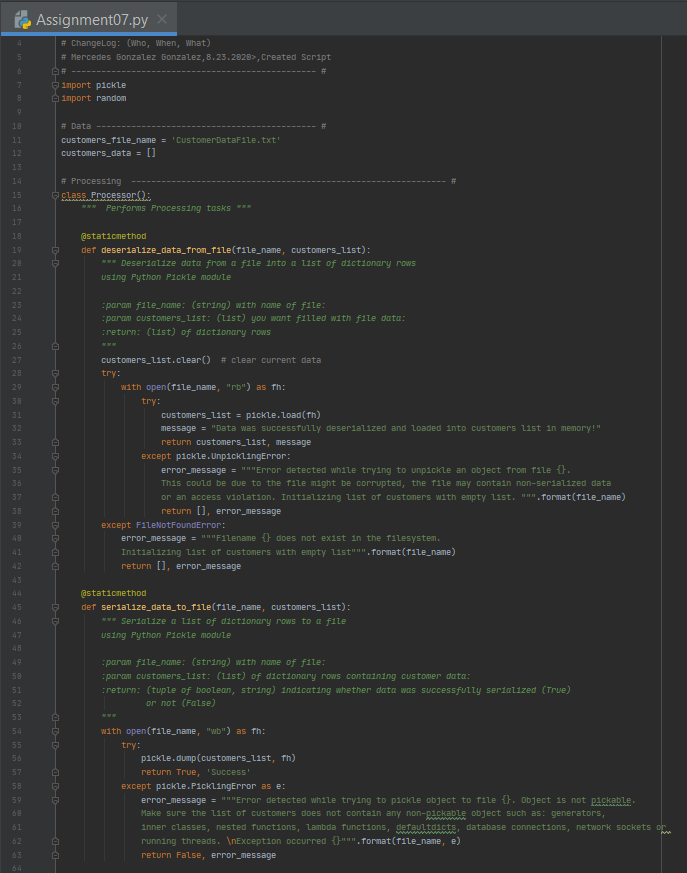 Assignment07.py
4 # ChangeLog: (Who, When, What)
5 # Mercedes Gonzalez Gonzalez,8.23.2020>,Created Script
6 # ------------------------------------------------- #
7 import pickle
8 import random
9
10 # Data -------------------------------------------- #
11 customers_file_name = 'CustomerDataFile.txt'
12 customers_data = []
13
14 # Processing  --------------------------------------------------------------- #
15 class Processor():
16     """  Performs Processing tasks """
17
18     @staticmethod
19     def deserialize_data_from_file(file_name, customers_list):
20         """ Deserialize data from a file into a list of dictionary rows
21         using Python Pickle module
22
23         :param file_name: (string) with name of file:
24         :param customers_list: (list) you want filled with file data:
25         :return: (list) of dictionary rows
26         """
27         customers_list.clear()  # clear current data
28         try:
29             with open(file_name, "rb") as fh:
30                 try:
31                     customers_list = pickle.load(fh)
32                     message = "Data was successfully deserialized and loaded into customers list in memory!"
33                     return customers_list, message
34                 except pickle.UnpicklingError:
35                     error_message = """Error detected while trying to unpickle an object from file {}.
36                     This could be due to the file might be corrupted, the file may contain non-serialized data
37                     or an access violation. Initializing list of customers with empty list. """.format(file_name)
38                     return [], error_message
39         except FileNotFoundError:
40             error_message = """Filename {} does not exist in the filesystem.
41             Initializing list of customers with empty list""".format(file_name)
42             return [], error_message
43
44     @staticmethod
45     def serialize_data_to_file(file_name, customers_list):
46         """ Serialize a list of dictionary rows to a file
47         using Python Pickle module
48
49         :param file_name: (string) with name of file:
50         :param customers_list: (list) of dictionary rows containing customer data:
51         :return: (tuple of boolean, string) indicating whether data was successfully serialized (True)
52                  or not (False)
53         """
54         with open(file_name, "wb") as fh:
55             try:
56                 pickle.dump(customers_list, fh)
57                 return True, 'Success'
58             except pickle.PicklingError as e:
59                 error_message = """Error detected while trying to pickle object to file {}. Object is not pickable.
60                 Make sure the list of customers does not contain any non-pickable object such as: generators,
61                 inner classes, nested functions, lambda functions, defaultdicts, database connections, network sockets or
62                 running threads. \nException occurred {}""".format(file_name, e)
63                 return False, error_message
64